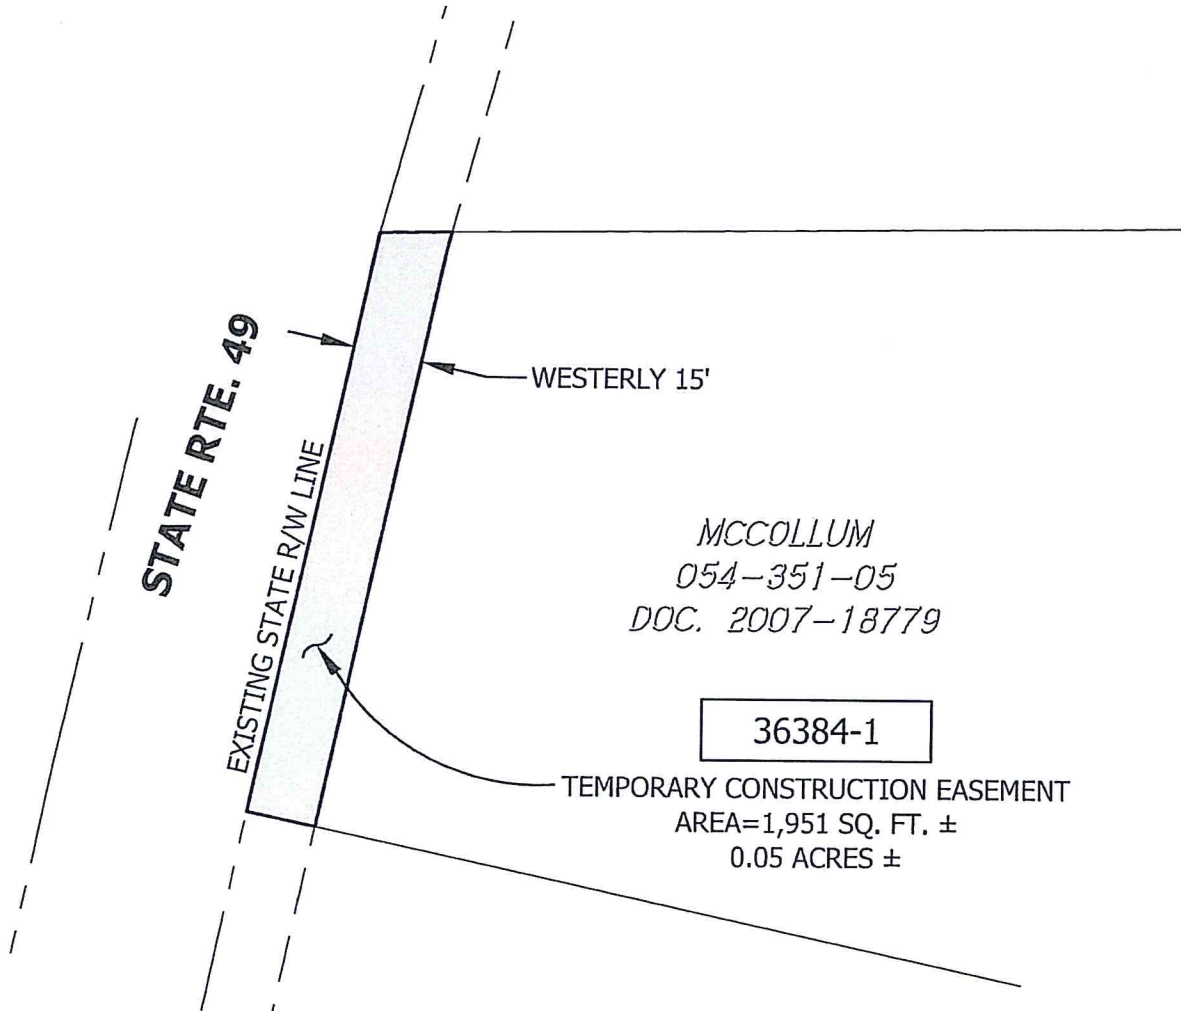 STATE RTE. 49
EXISTING STATE R/W LINE
WESTERLY 15'
MCCOLLUM
054-351-05
DOC. 2007-18779
36384-1
TEMPORARY CONSTRUCTION EASEMENT
AREA=1,951 SQ. FT. ±
0.05 ACRES ±